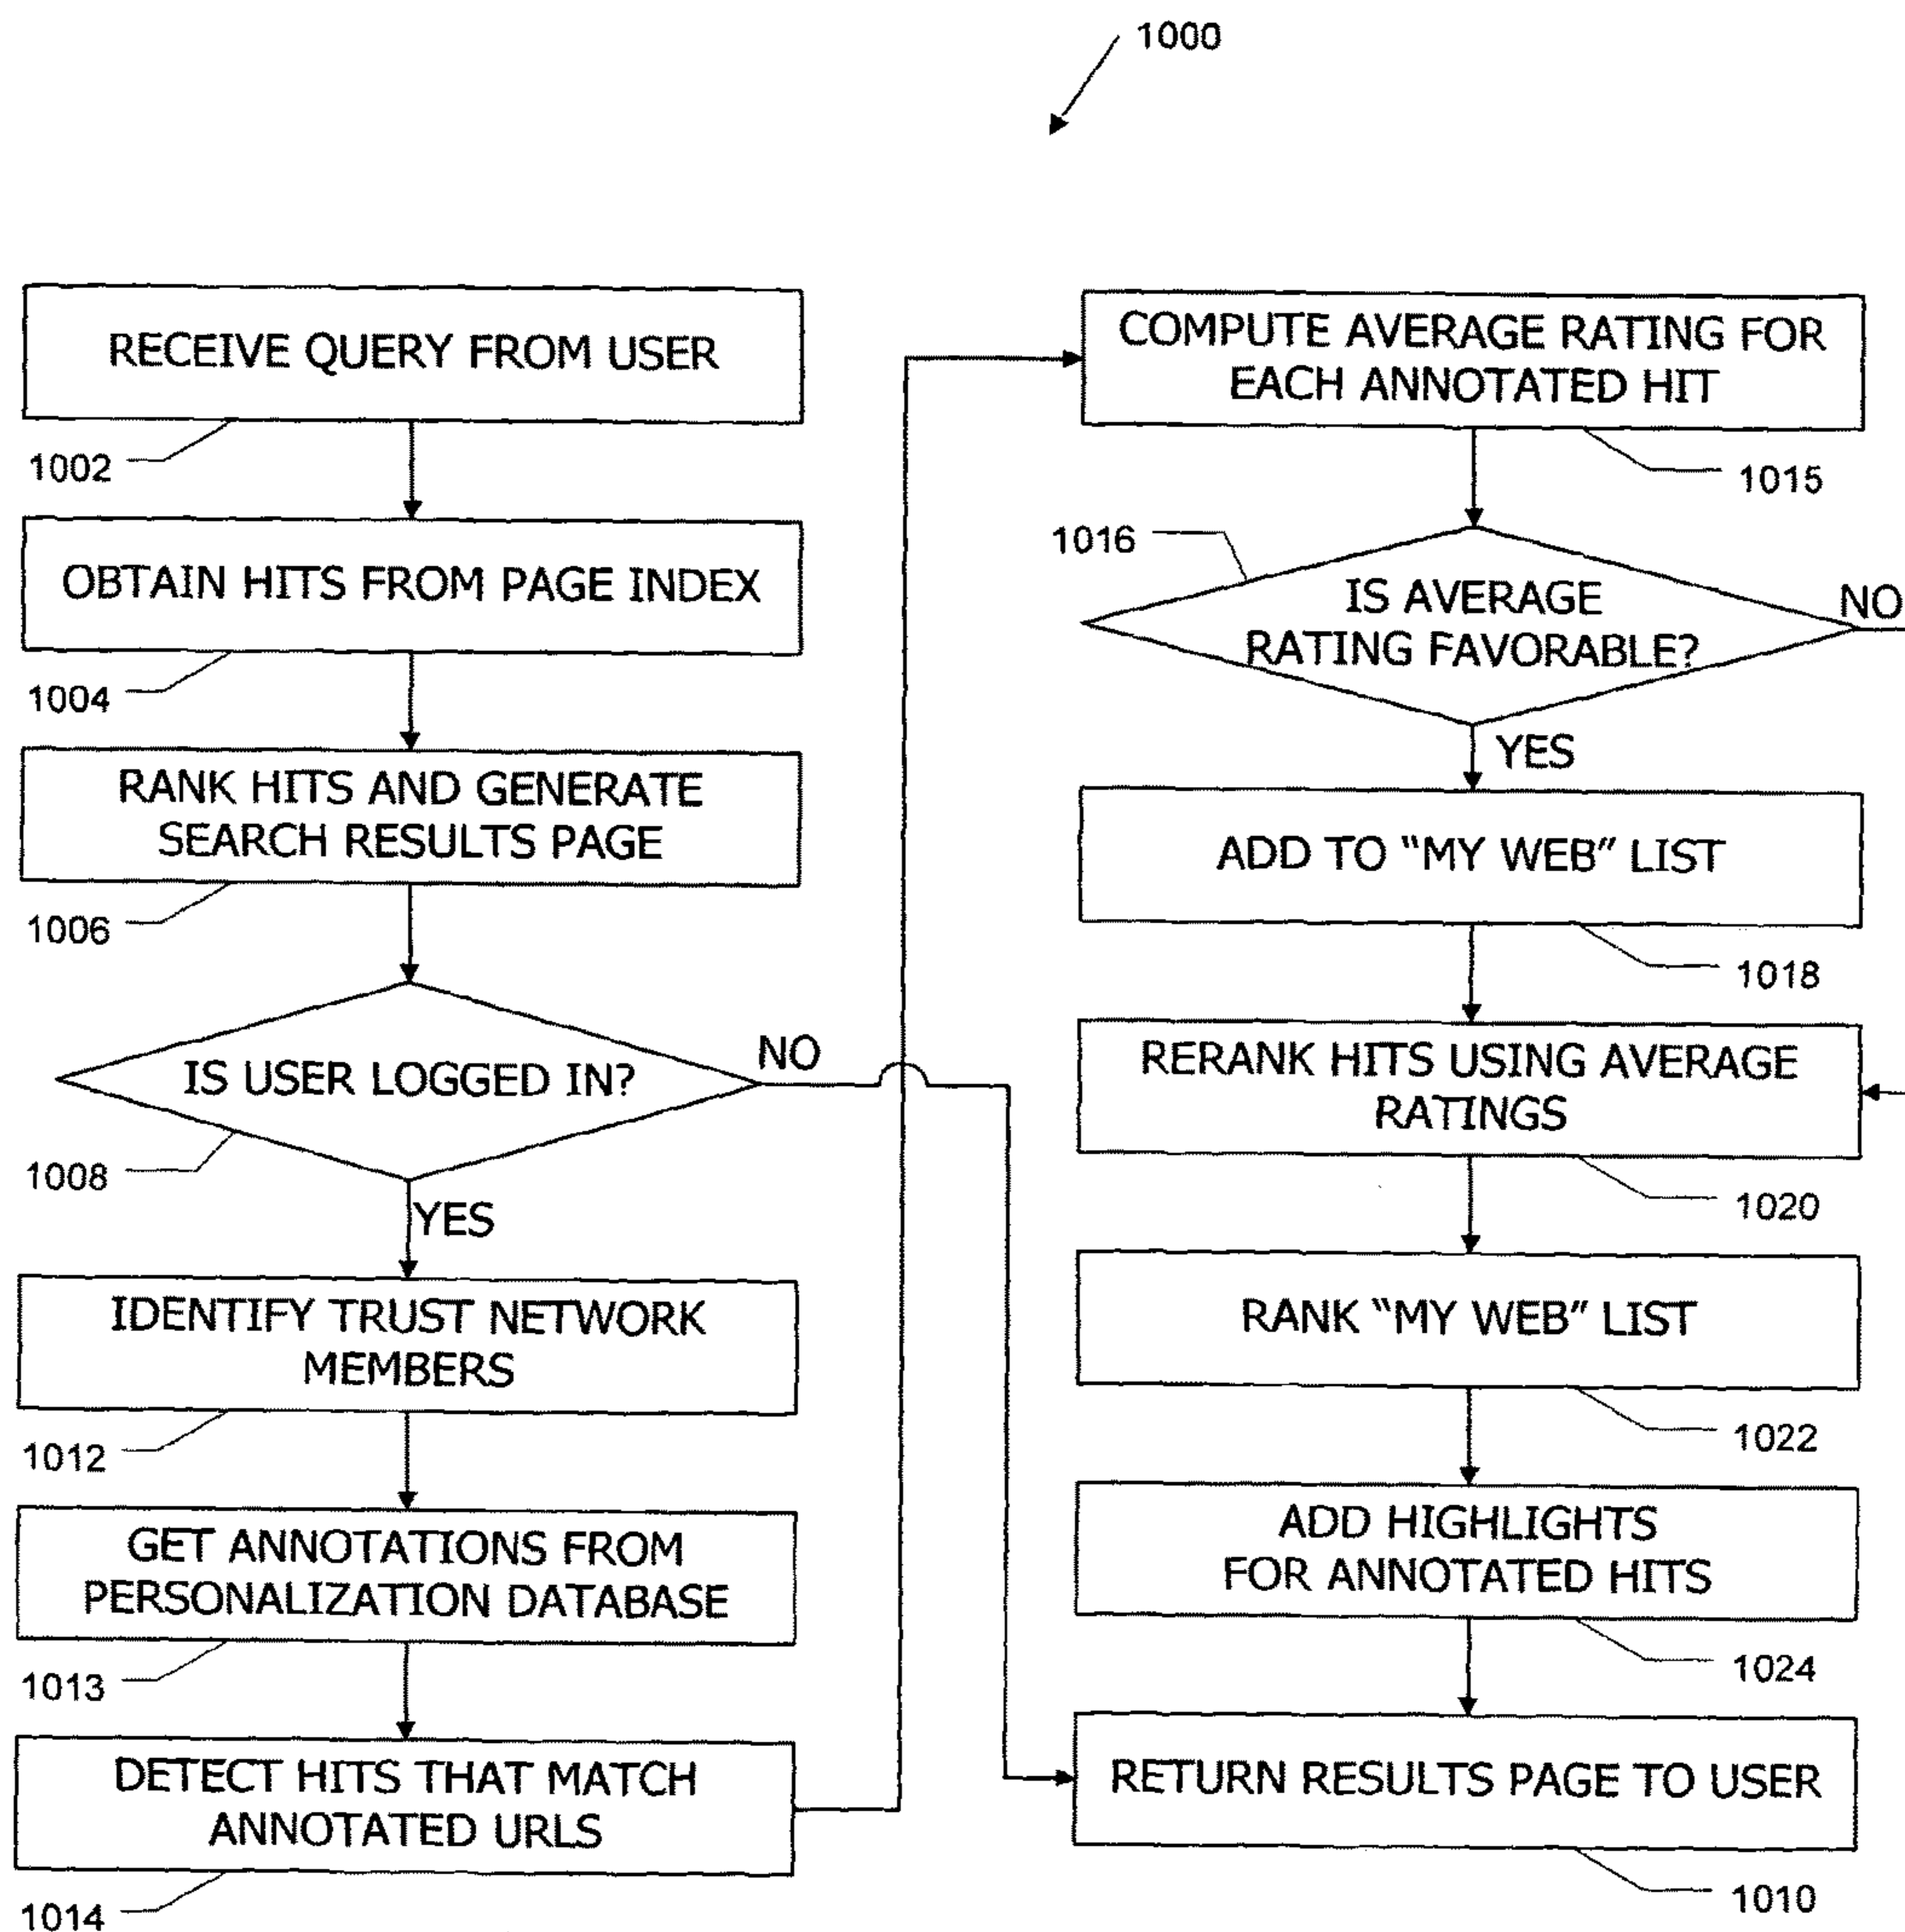 1000
RECEIVE QUERY FROM USER
1002
OBTAIN HITS FROM PAGE INDEX
1004
RANK HITS AND GENERATE
SEARCH RESULTS PAGE
1006
IS USER LOGGED IN?
NO
1008
YES
IDENTIFY TRUST NETWORK
MEMBERS
1012
GET ANNOTATIONS FROM
PERSONALIZATION DATABASE
1013
DETECT HITS THAT MATCH
ANNOTATED URLS
1014
COMPUTE AVERAGE RATING FOR
EACH ANNOTATED HIT
1015
1016
IS AVERAGE
RATING FAVORABLE?
NO
YES
ADD TO “MY WEB” LIST
1018
RERANK HITS USING AVERAGE
RATINGS
1020
RANK “MY WEB” LIST
1022
ADD HIGHLIGHTS
FOR ANNOTATED HITS
1024
RETURN RESULTS PAGE TO USER
1010